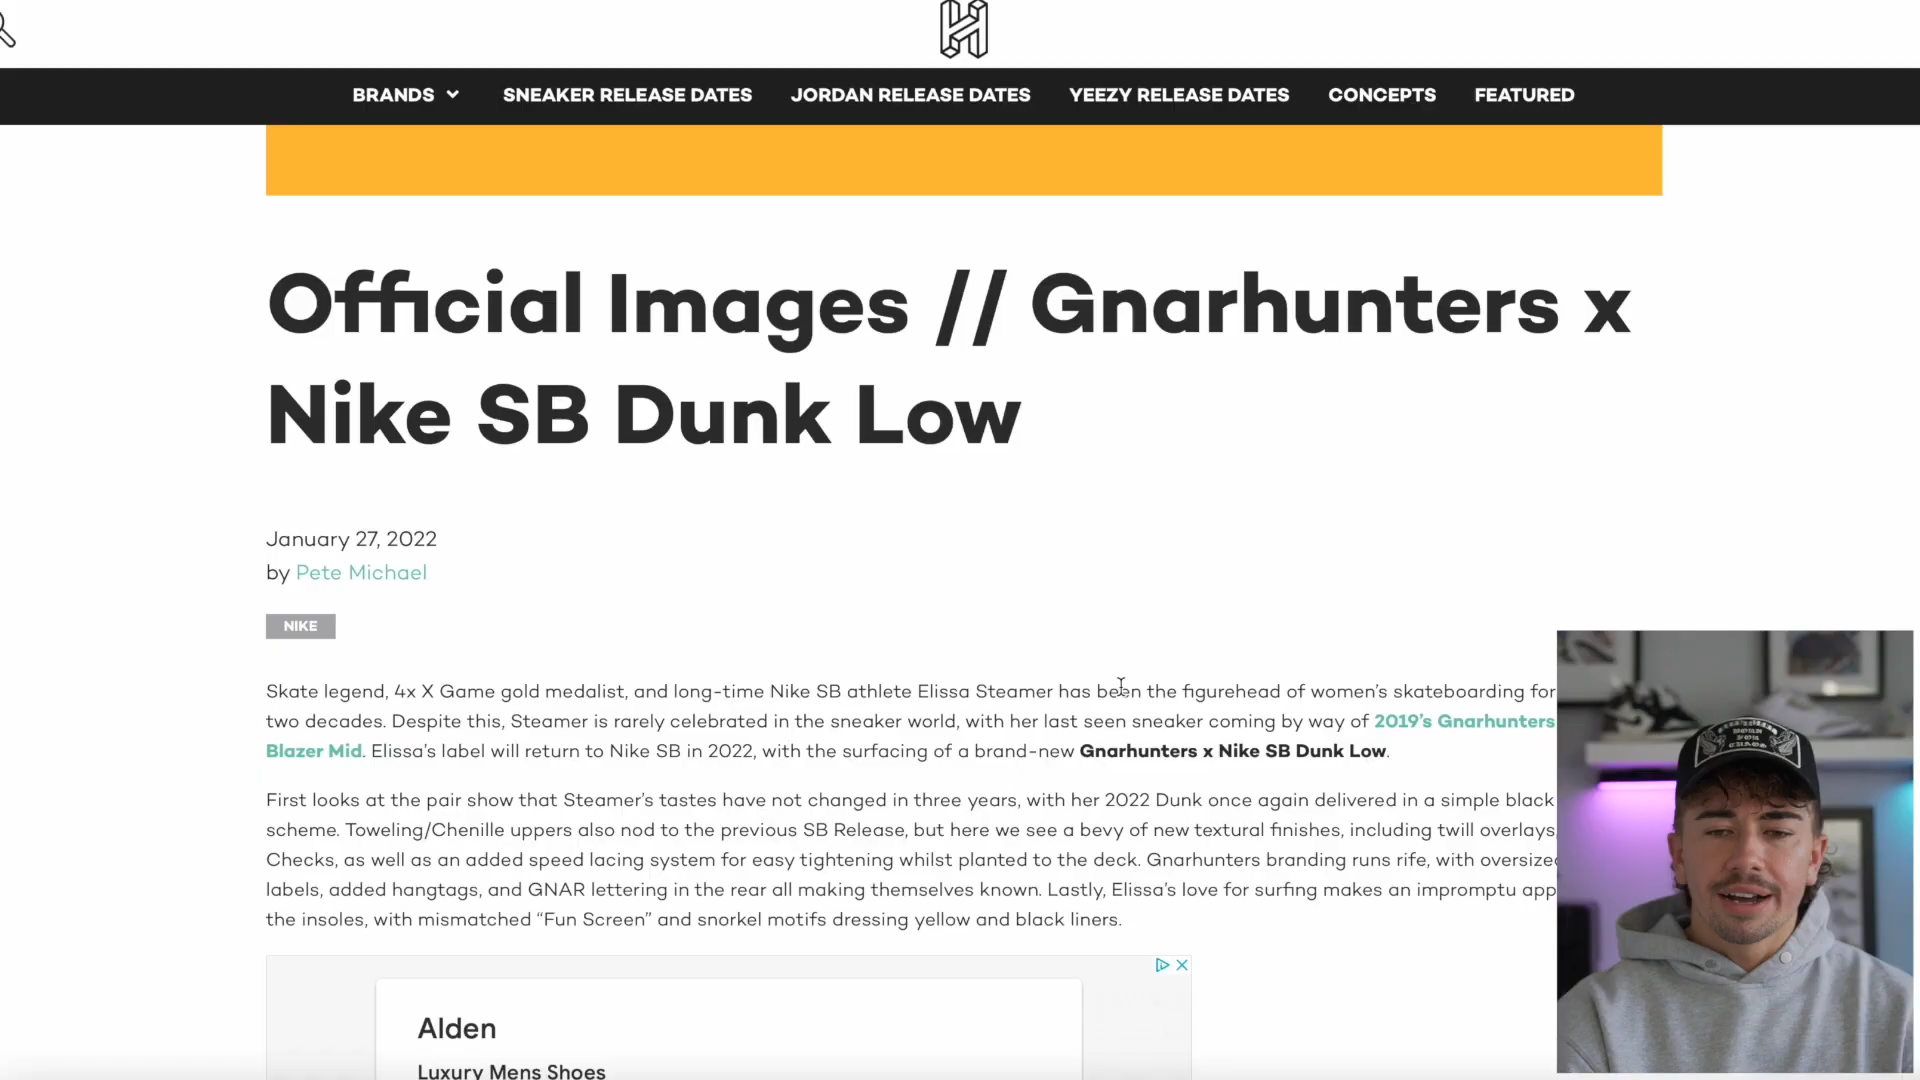 BRANDS SNEAKER RELEASE DATES JORDAN RELEASE DATES YEEZY RELEASE DATES CONCEPTS FEATURED
Official Images // Gnarhunters x
Nike SB Dunk Low
January 27, 2022
by Pete Michael
NIKE
Skate legend, 4x X Game gold medalist, and long-time Nike SB athlete Elissa Steamer has been the figurehead of women's skateboarding for
two decades. Despite this, Steamer is rarely celebrated in the sneaker world, with her last seen sneaker coming by way of 2019's Gnarhunters
Blazer Mid. Elissa's label will return to Nike SB in 2022, with the surfacing of a brand-new Gnarhunters x Nike SB Dunk Low.
First looks at the pair show that Steamer's tastes have not changed in three years, with her 2022 Dunk once again delivered in a simple black
scheme. Toweling/Chenille uppers also nod to the previous SB Release, but here we see a bevy of new textural finishes, including twill overlays,
Checks, as well as an added speed lacing system for easy tightening whilst planted to the deck. Gnarhunters branding runs rife, with oversized
labels, added hangtags, and GNAR lettering in the rear all making themselves known. Lastly, Elissa's love for surfing makes an impromptu app
the insoles, with mismatched “Fun Screen” and snorkel motifs dressing yellow and black liners.
Alden
Luxury Mens Shoes